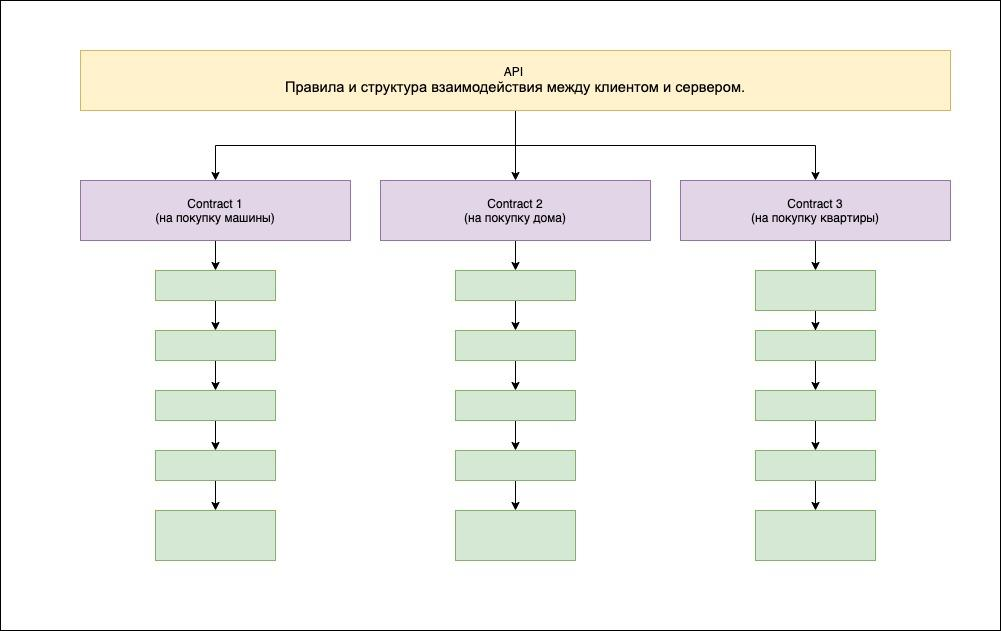 API
Правила и структура взаимодействия между клиентом и сервером.
Contract 1
(на покупку машины)
Contract 2
(на покупку дома)
Contract 3
(на покупку квартиры)